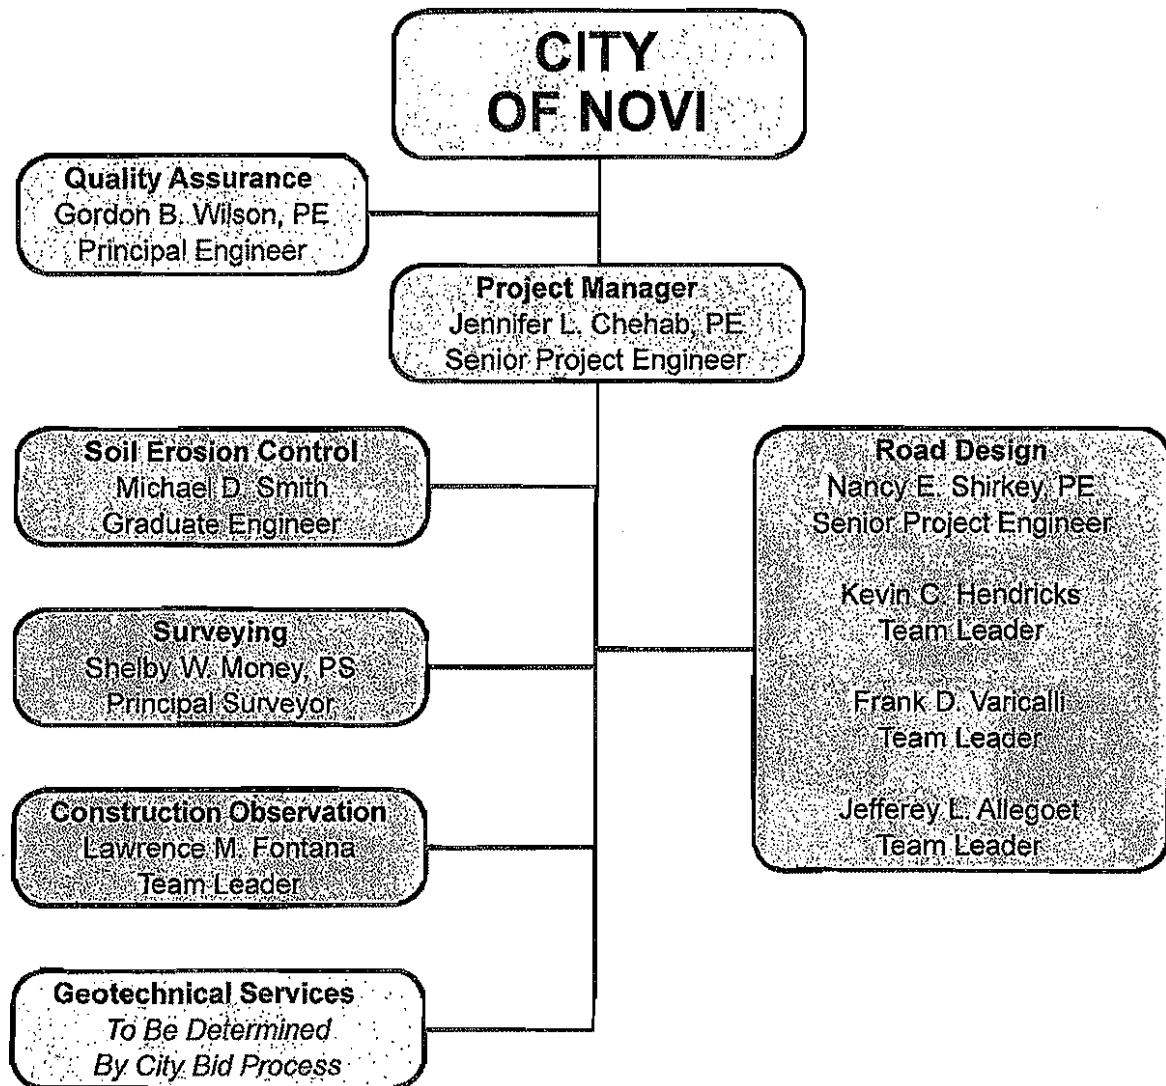 CITY
OF NOVI
Quality Assurance
Gordon B. Wilson, PE
Principal Engineer
Project Manager
Jennifer L. Chehab, PE
Senior Project Engineer
Soil Erosion Control
Michael D. Smith
Graduate Engineer
Surveying
Shelby W. Money, PS
Principal Surveyor
Construction Observation
Lawrence M. Fontana
Team Leader
Geotechnical Services
To Be Determined
By City Bid Process
Road Design
Nancy E. Shirkey, PE
Senior Project Engineer
Kevin C. Hendricks
Team Leader
Frank D. Varicalli
Team Leader
Jefferey L. Allegoet
Team Leader